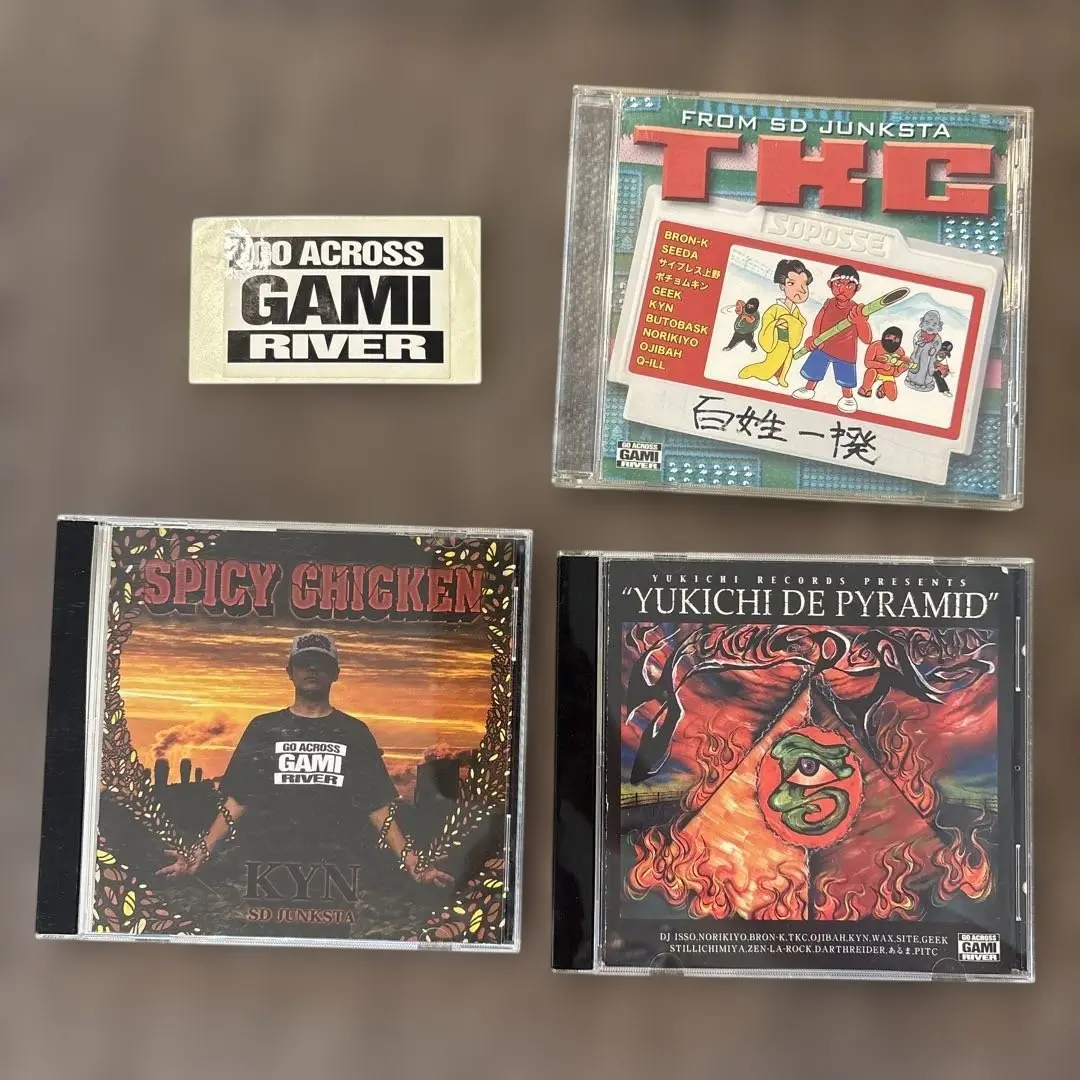 GO ACROSS
GAMI
RIVER
FROM SD JUNKSTA
TKC
SDPOSSE
BRON-K
SEEDA
サイプレス上野
ポチョムキン
GEEK
KYN
BUTOBASK
NORIKIYO
OJIBAH
Q-ILL
百姓一揆
GO ACROSS
GAMI
RIVER
SPICY CHICKEN
GO ACROSS
GAMI
RIVER
KYN
SD JUNKSTA
YUKICHI RECORDS PRESENTS
"YUKICHI DE PYRAMID"
DJ ISSO.NORIKIYO.BRON-K.TKC.OJIBAH.KYN.WAX.SITE.GEEK
STILLICHIMIYA.ZEN-LA-ROCK.DARTHREIDER.あるま.PITC
GO ACROSS
GAMI
RIVER